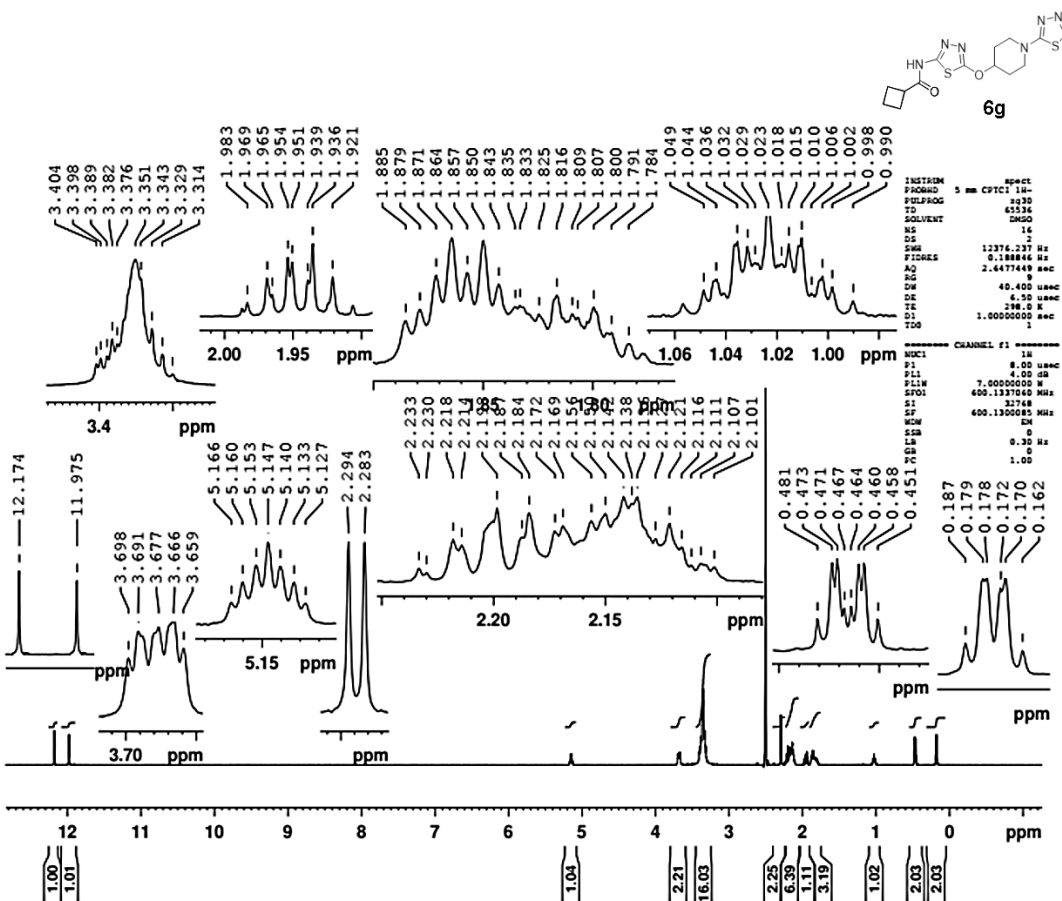 N-N
N-N
N
S
HN
S
O
O
6g
3.404
3.398
3.389
3.382
3.376
3.351
3.343
3.329
3.314
1.983
1.969
1.965
1.954
1.951
1.939
1.936
1.921
1.885
1.879
1.871
1.864
1.857
1.850
1.843
1.835
1.833
1.825
1.816
1.809
1.807
1.800
1.791
1.784
1.049
1.044
1.036
1.032
1.029
1.023
1.018
1.015
1.010
1.006
1.002
0.998
0.990
INSTRUM spect
PROBHD 5 mm CPTCI 1H-
PULPROG zg30
TD 65536
SOLVENT DMSO
NS 16
DS 2
SWH 12376.237 Hz
FIDRES 0.188846 Hz
AQ 2.6477449 sec
RG 9
DW 40.400 usec
DE 6.50 usec
TE 298.0 K
D1 1.00000000 sec
TD0 1
======== CHANNEL f1 ========
NUC1 1H
P1 8.00 usec
PL1 4.00 dB
PL1W 7.00000000 W
SFO1 600.1337060 MHz
SI 32768
SF 600.1300085 MHz
WDW EM
SSB 0
LB 0.30 Hz
GB 0
PC 1.00
3.4 ppm
2.00 1.95 ppm
1.85 1.80 ppm
1.06 1.04 1.02 1.00 ppm
12.174
11.975
3.698
3.691
3.677
3.666
3.659
5.166
5.160
5.153
5.147
5.140
5.133
5.127
2.294
2.283
2.233
2.230
2.218
2.214
2.187
2.184
2.172
2.169
2.156
2.138
2.121
2.116
2.111
2.107
2.101
0.481
0.473
0.471
0.467
0.464
0.460
0.458
0.451
0.187
0.179
0.178
0.172
0.170
0.162
ppm
3.70 ppm
5.15 ppm
ppm
2.20 2.15 ppm
ppm
ppm
12 11 10 9 8 7 6 5 4 3 2 1 0 ppm
1.00
1.01
1.04
2.21
16.03
2.25
6.39
1.11
3.19
1.02
2.03
2.03